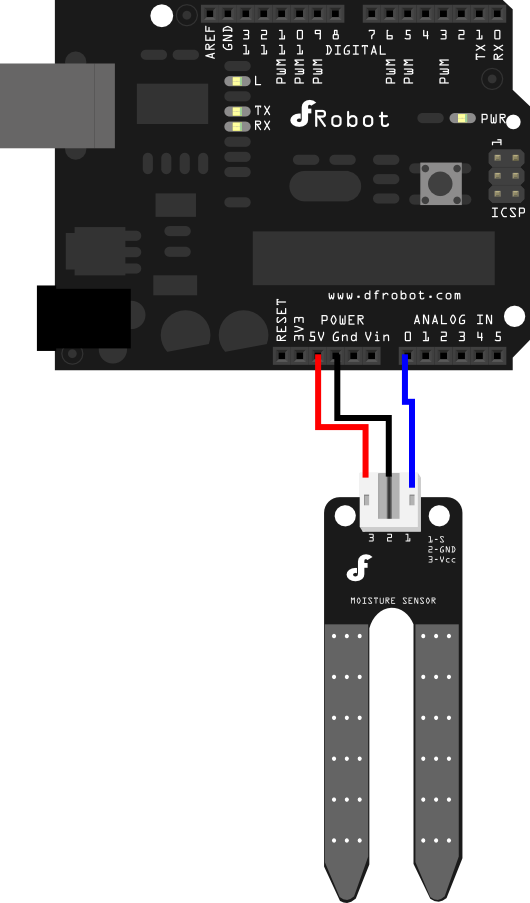 AREF
GND
13
12
PWM 11
PWM 10
PWM 9
8
7
PWM 6
PWM 5
4
PWM 3
2
TX 1
RX 0
DIGITAL
L
TX
RX
DFRobot
PWR
1
ICSP
www.dfrobot.com
RESET
3V3
POWER
5V Gnd Vin
ANALOG IN
0 1 2 3 4 5
3 2 1
1-S
2-GND
3-Vcc
DF
MOISTURE SENSOR